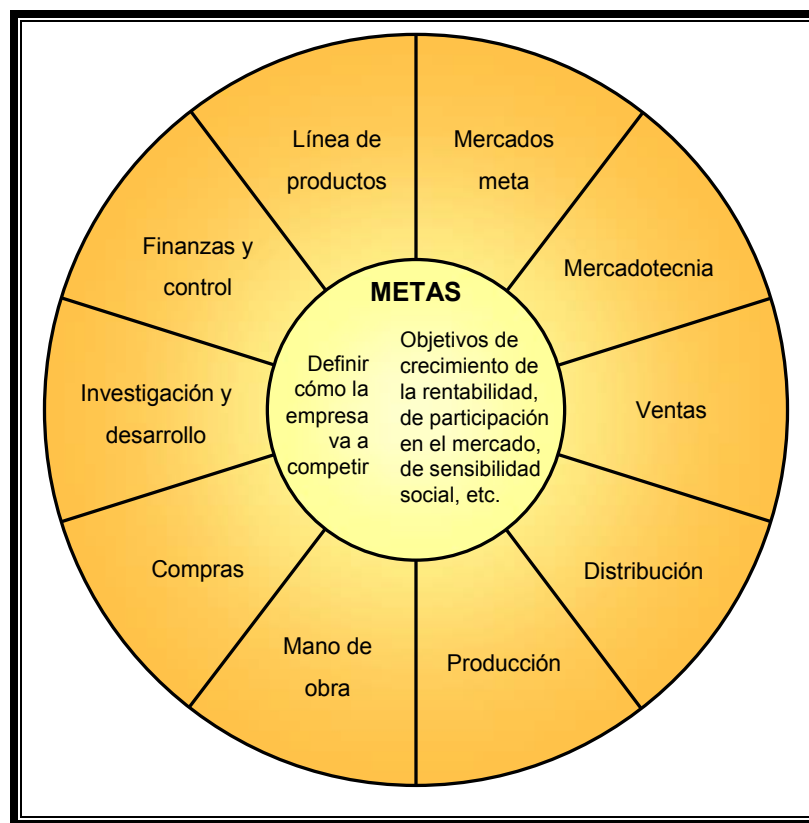 Línea de
productos
Mercados
meta
Mercadotecnia
Ventas
Distribución
Producción
Mano de
obra
Compras
Investigación y
desarrollo
Finanzas y
control
METAS
Definir
cómo la
empresa
va a
competir
Objetivos de
crecimiento de
la rentabilidad,
de participación
en el mercado,
de sensibilidad
social, etc.